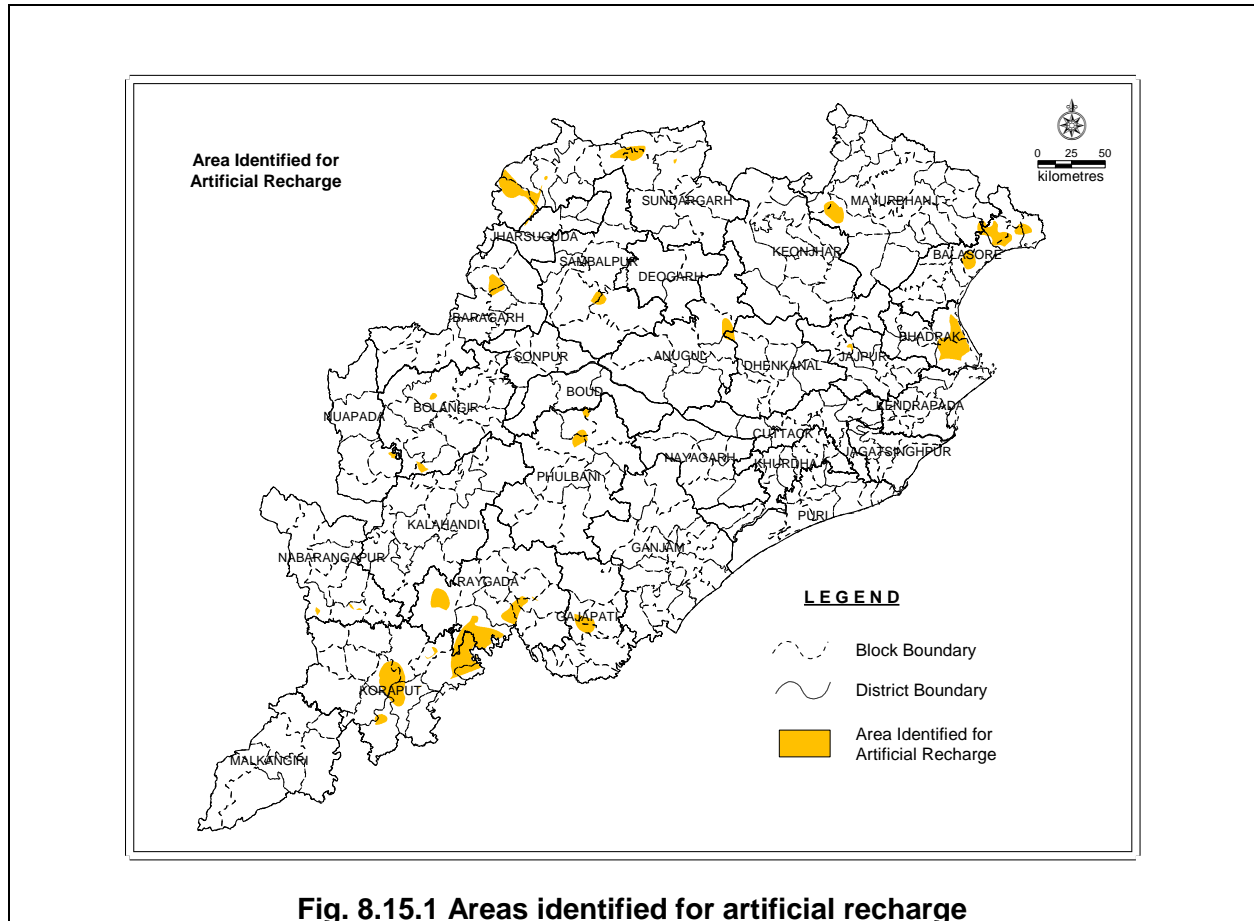 Area Identified for
Artificial Recharge
0 25 50
kilometres
SUNDARGARH
MAYURBHANJ
JHARSUGUDA
SAMBALPUR
DEOGARH
KEONJHAR
BALASORE
BARAGARH
SONPUR
ANUGUL
DHENKANAL
JAJPUR
BHADRAK
NUAPADA
BOLANGIR
BOUD
KENDRAPADA
CUTTACK
JAGATSINGHPUR
PHULBANI
NAYAGARH
KHURDHA
PURI
KALAHANDI
GANJAM
NABARANGAPUR
RAYGADA
GAJAPATI
KORAPUT
MALKANGIRI
LEGEND
Block Boundary
District Boundary
Area Identified for
Artificial Recharge
Fig. 8.15.1 Areas identified for artificial recharge